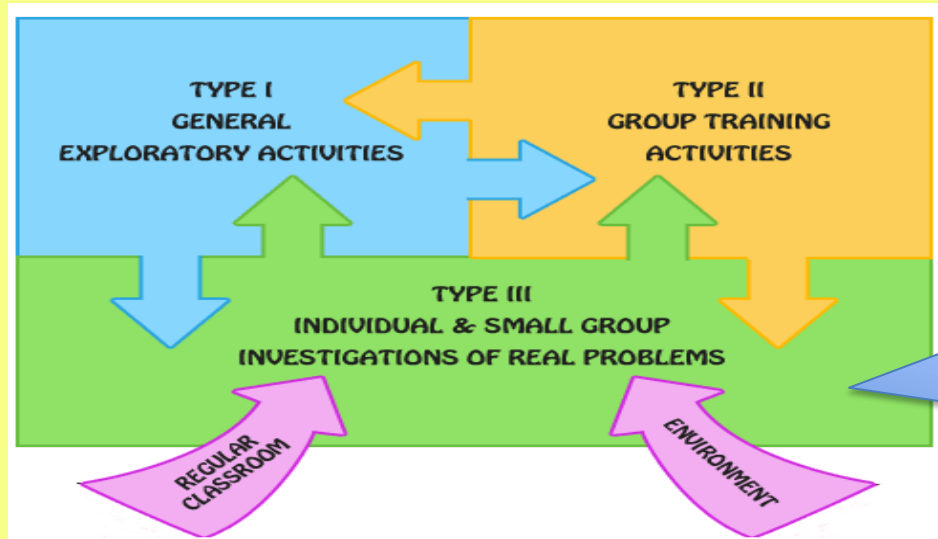 TYPE I
GENERAL
EXPLORATORY ACTIVITIES
TYPE II
GROUP TRAINING
ACTIVITIES
TYPE III
INDIVIDUAL & SMALL GROUP
INVESTIGATIONS OF REAL PROBLEMS
REGULAR
CLASSROOM
ENVIRONMENT